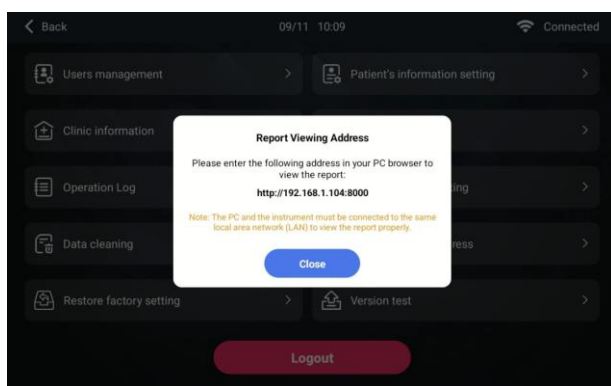 Back
09/11 10:09
Connected
Users management
Patient's information setting
Clinic information
Operation Log
ing
Data cleaning
ress
Restore factory setting
Version test
Logout
Report Viewing Address
Please enter the following address in your PC browser to
view the report:
http://192.168.1.104:8000
Note: The PC and the instrument must be connected to the same
local area network (LAN) to view the report properly.
Close